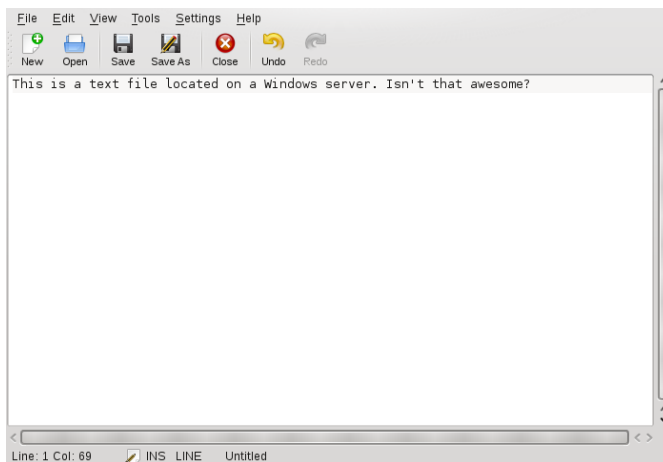 File Edit View Tools Settings Help
New Open Save Save As Close Undo Redo
This is a text file located on a Windows server. Isn't that awesome?
Line: 1 Col: 69 INS LINE Untitled